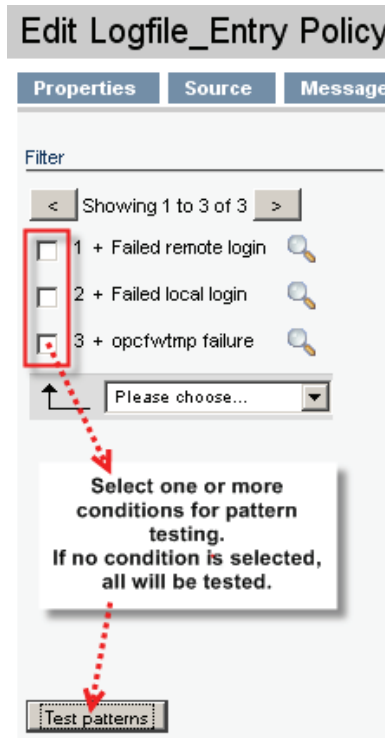 Edit Logfile_Entry Policy
Properties Source Message
Filter
< Showing 1 to 3 of 3 >
1 + Failed remote login
2 + Failed local login
3 + opcfwtmp failure
Please choose...
Select one or more
conditions for pattern
testing.
If no condition is selected,
all will be tested.
Test patterns